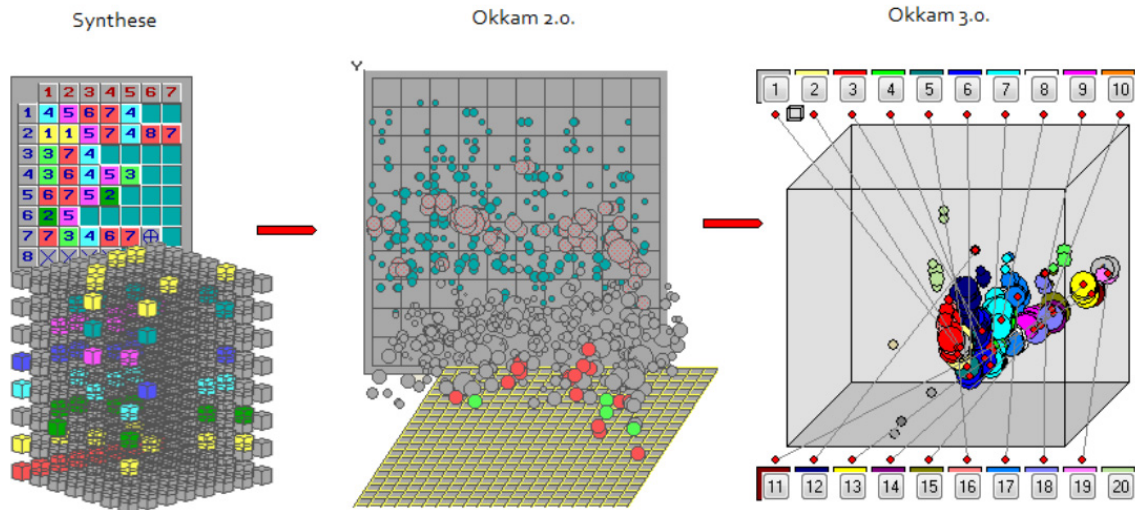 Synthese
Okkam 2.0.
Okkam 3.0.
1 2 3 4 5 6 7
1 4 5 6 7 4
2 1 1 5 7 4 8 7
3 3 7 4
4 3 6 4 5 3
5 6 7 5 2
6 2 5
7 7 3 4 6 7
8
Y
1 2 3 4 5 6 7 8 9 10
11 12 13 14 15 16 17 18 19 20